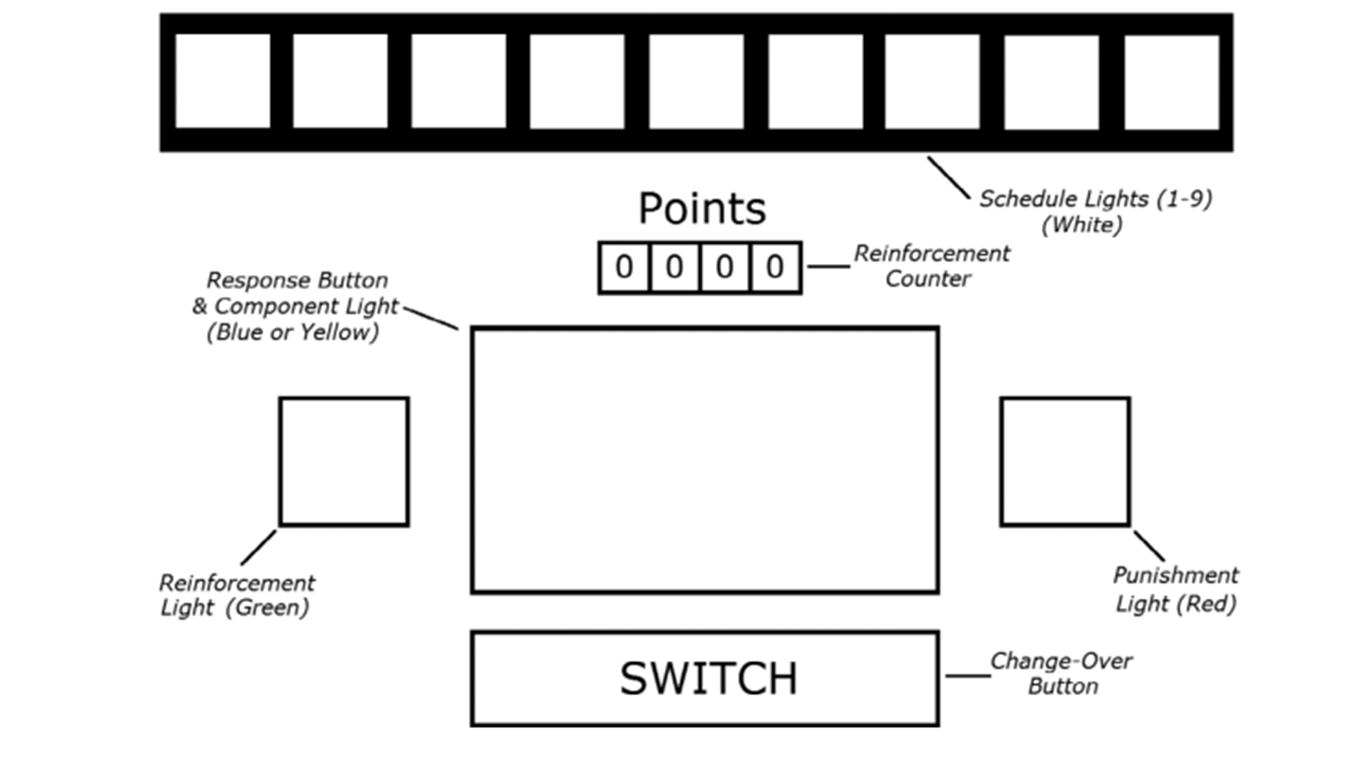 Schedule Lights (1-9)
(White)
Points
0 0 0 0
Reinforcement
Counter
Response Button
& Component Light
(Blue or Yellow)
Reinforcement
Light (Green)
Punishment
Light (Red)
SWITCH
Change-Over
Button